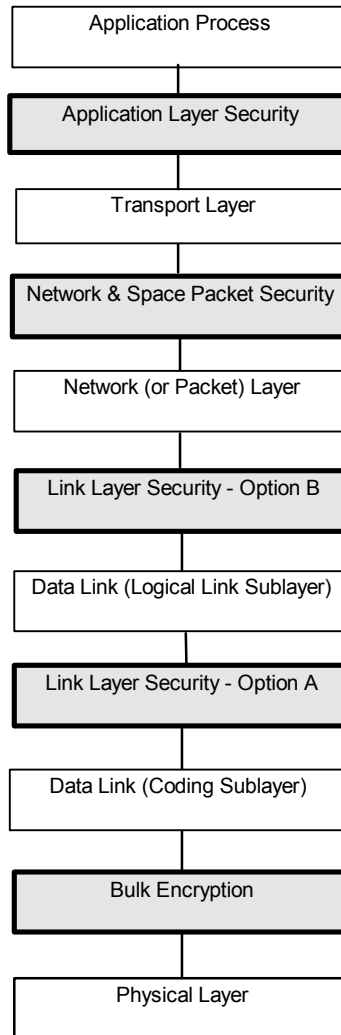 Application Process
Application Layer Security
Transport Layer
Network & Space Packet Security
Network (or Packet) Layer
Link Layer Security - Option B
Data Link (Logical Link Sublayer)
Link Layer Security - Option A
Data Link (Coding Sublayer)
Bulk Encryption
Physical Layer